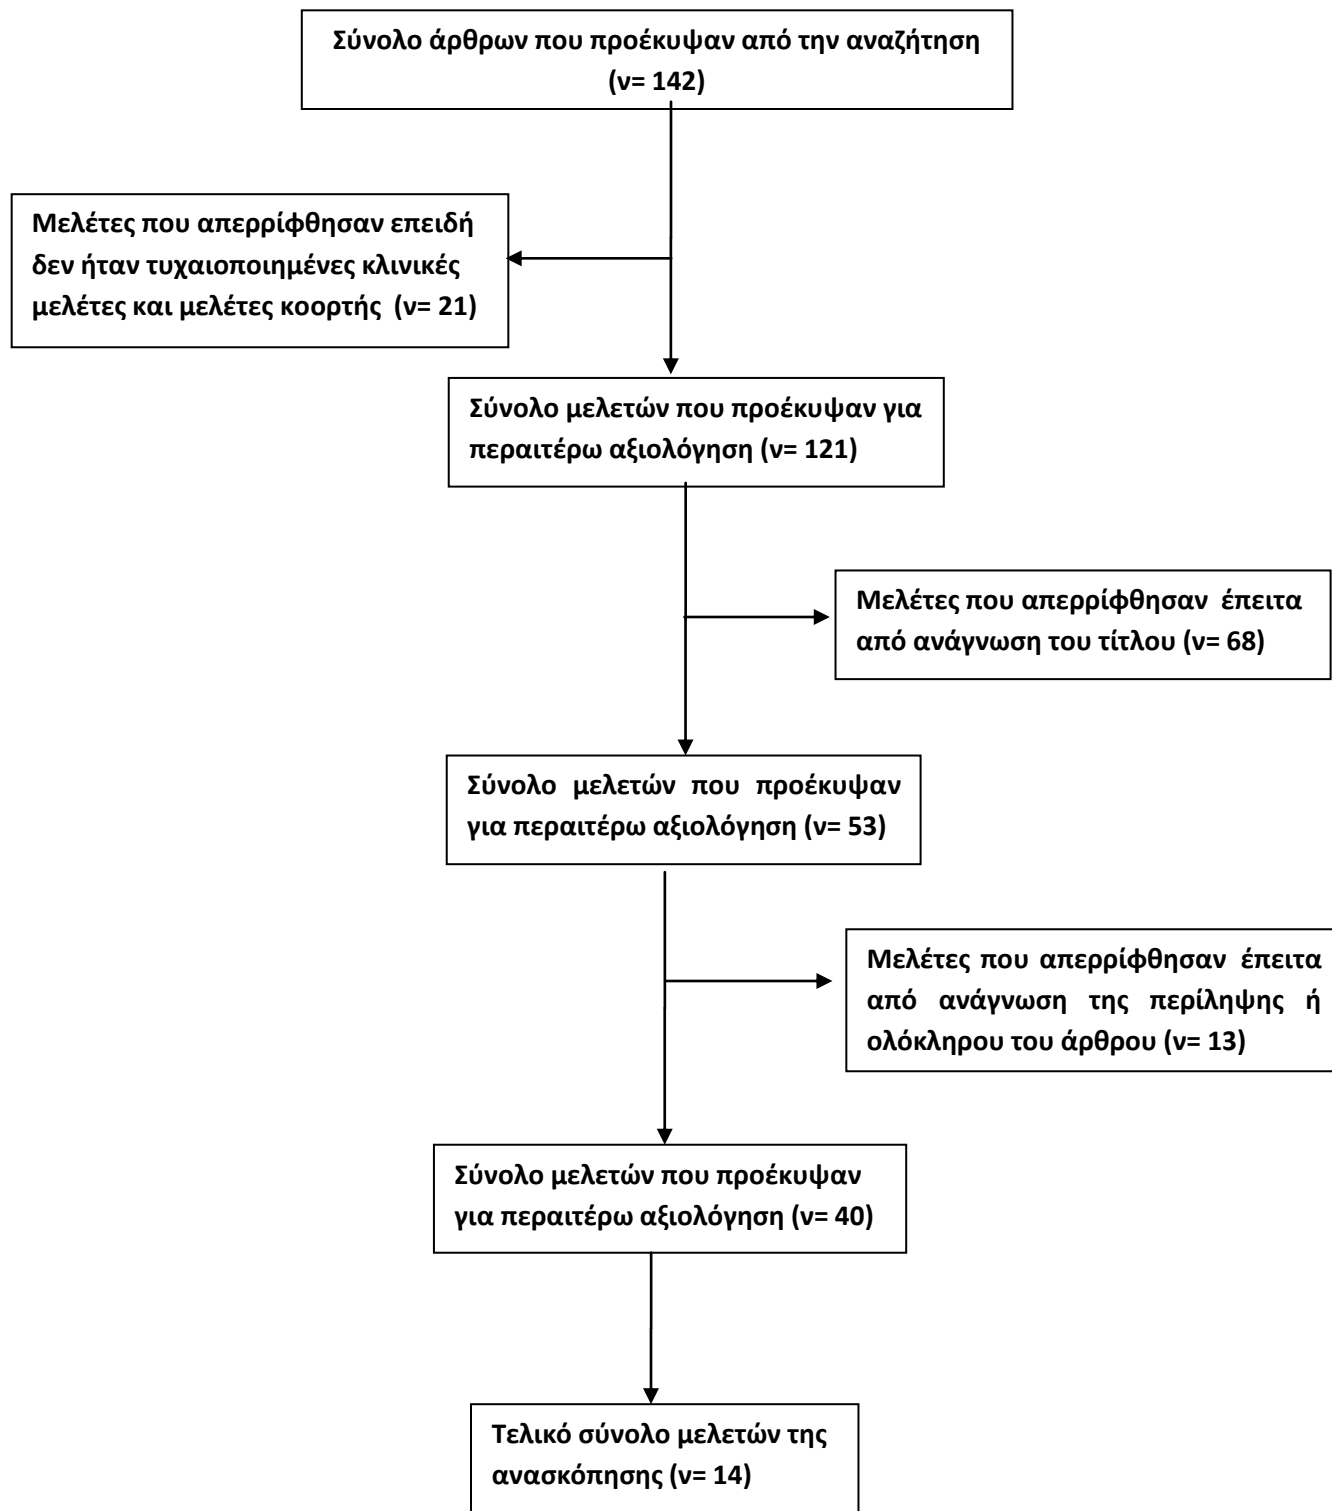 Σύνολο άρθρων που προέκυψαν από την αναζήτηση
(ν= 142)
Μελέτες που απερρίφθησαν επειδή
δεν ήταν τυχαιοποιημένες κλινικές
μελέτες και μελέτες κοορτής (ν= 21)
Σύνολο μελετών που προέκυψαν για
περαιτέρω αξιολόγηση (ν= 121)
Μελέτες που απερρίφθησαν έπειτα
από ανάγνωση του τίτλου (ν= 68)
Σύνολο μελετών που προέκυψαν
για περαιτέρω αξιολόγηση (ν= 53)
Μελέτες που απερρίφθησαν έπειτα
από ανάγνωση της περίληψης ή
ολόκληρου του άρθρου (ν= 13)
Σύνολο μελετών που προέκυψαν
για περαιτέρω αξιολόγηση (ν= 40)
Τελικό σύνολο μελετών της
ανασκόπησης (ν= 14)